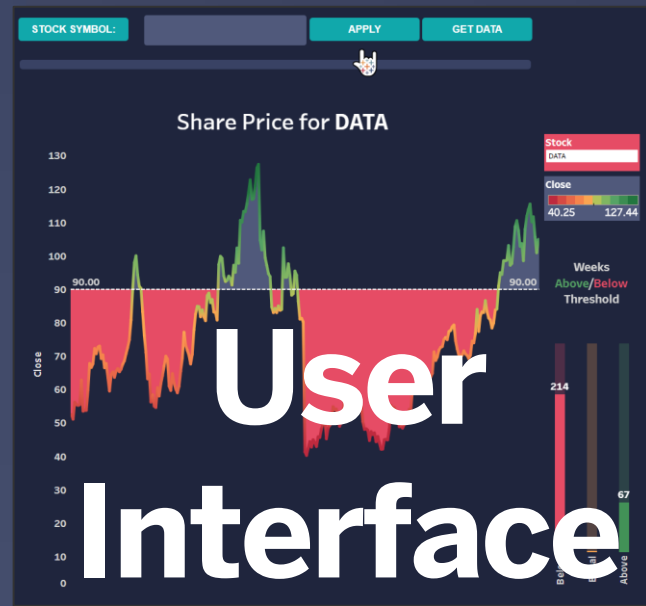 STOCK SYMBOL:
APPLY
GET DATA
Share Price for DATA
Stock
DATA
Close
40.25 127.44
Weeks
Above/Below
Threshold
130
120
110
100
90
80
70
60
50
40
30
20
10
0
Close
90.00
90.00
214
67
Above
User
Interface